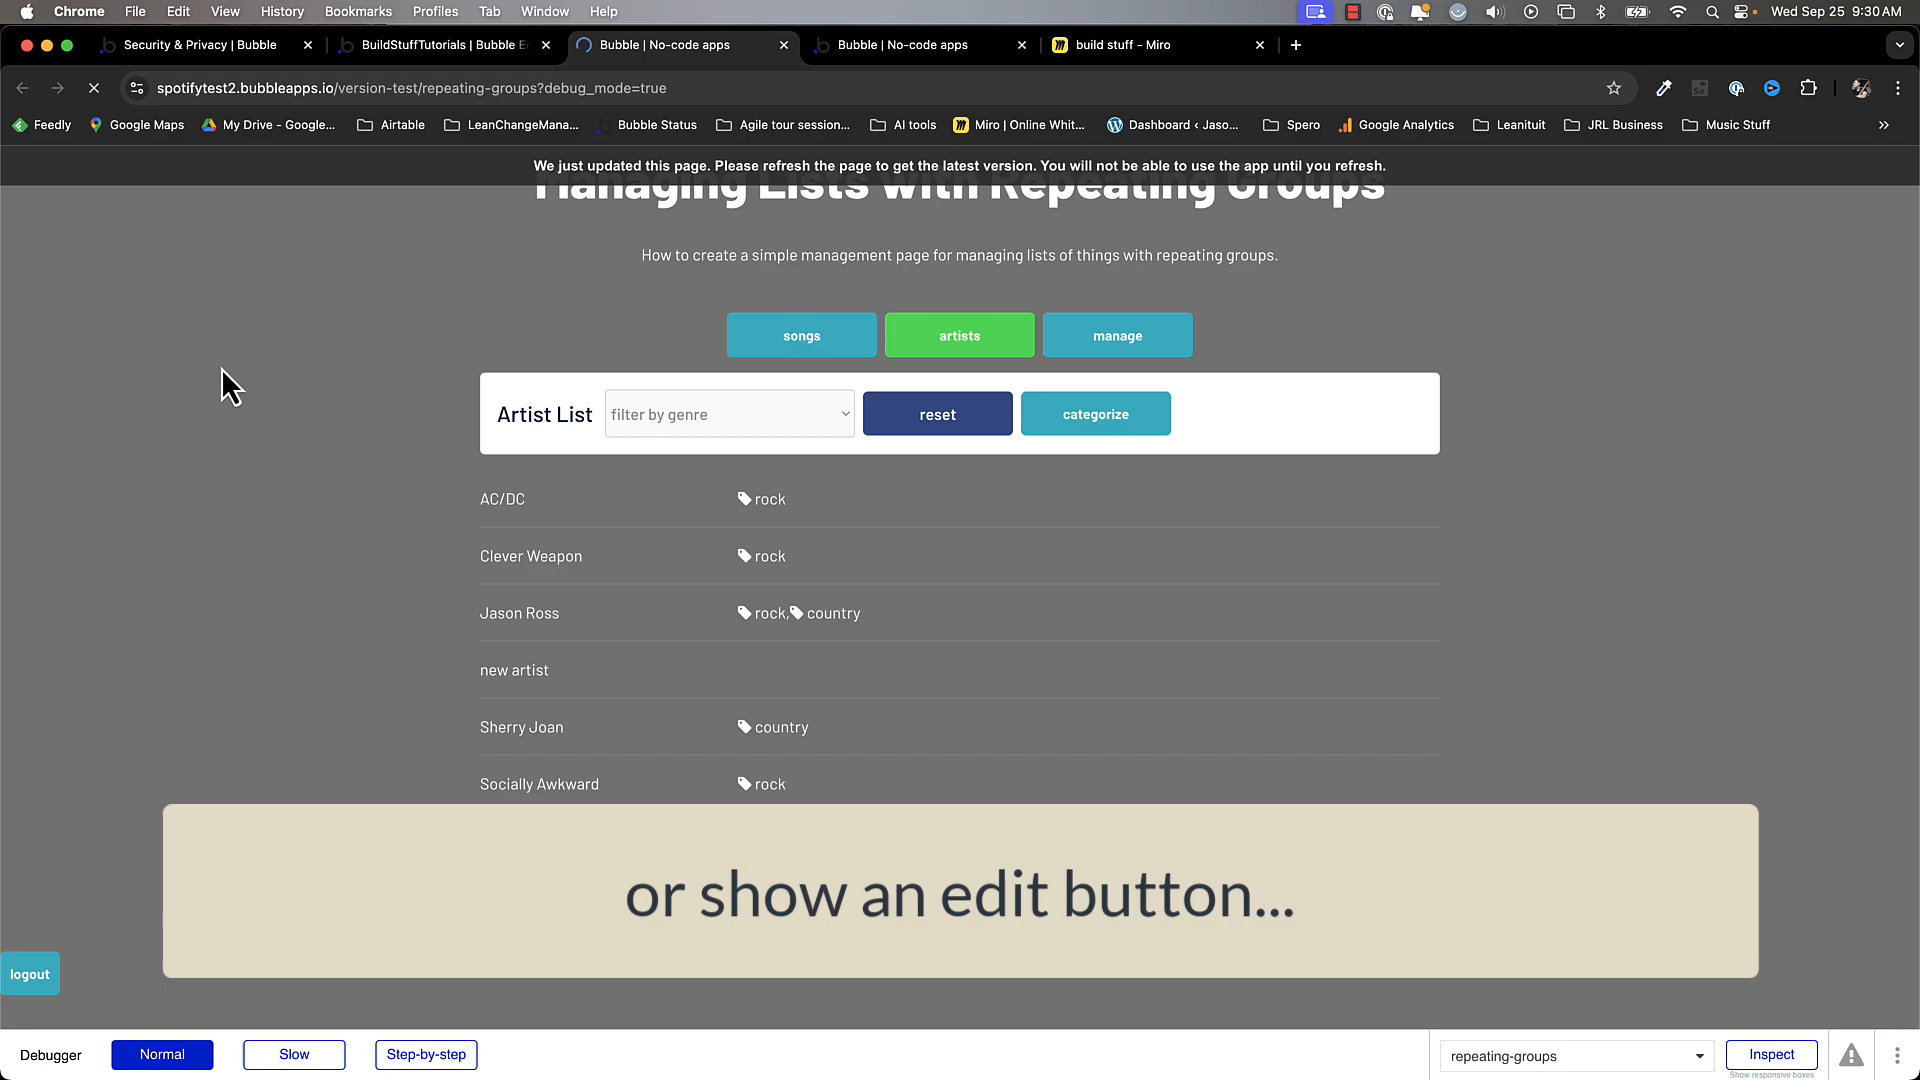 Chrome File Edit View History Bookmarks Profiles Tab Window Help Wed Sep 25 9:30 AM
Security & Privacy | Bubble BuildStuffTutorials | Bubble E Bubble | No-code apps Bubble | No-code apps build stuff - Miro
spotifytest2.bubbleapps.io/version-test/repeating-groups?debug_mode=true
Feedly Google Maps My Drive - Google... Airtable LeanChangeMana... Bubble Status Agile tour session... AI tools Miro | Online Whit... Dashboard ‹ Jaso... Spero Google Analytics Leanituit JRL Business Music Stuff
We just updated this page. Please refresh the page to get the latest version. You will not be able to use the app until you refresh.
Managing Lists With Repeating Groups
How to create a simple management page for managing lists of things with repeating groups.
songs artists manage
Artist List filter by genre reset categorize
AC/DC rock
Clever Weapon rock
Jason Ross rock, country
new artist
Sherry Joan country
Socially Awkward rock
or show an edit button...
logout
Debugger Normal Slow Step-by-step repeating-groups Inspect
Show responsive boxes